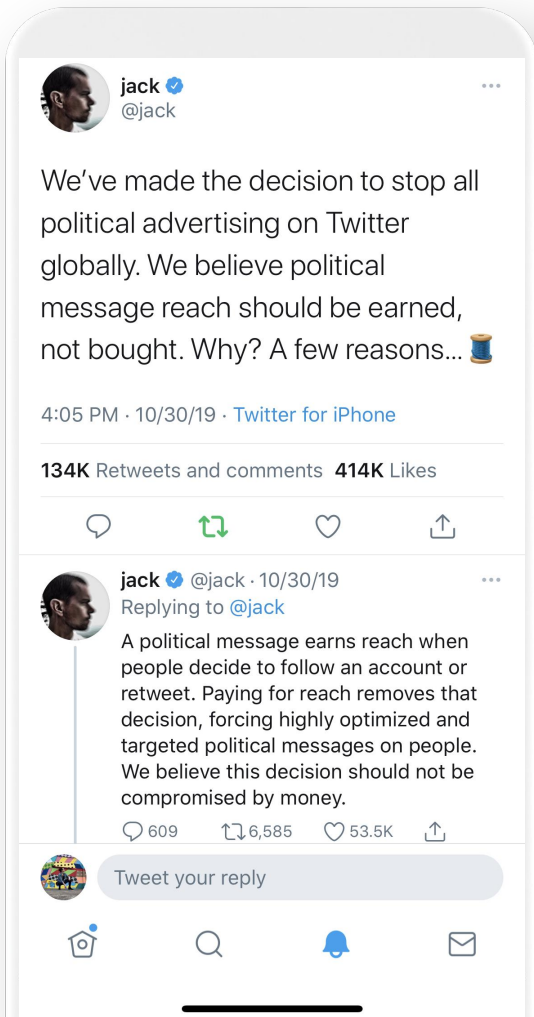 jack
@jack
We’ve made the decision to stop all
political advertising on Twitter
globally. We believe political
message reach should be earned,
not bought. Why? A few reasons…🧵
4:05 PM · 10/30/19 · Twitter for iPhone
134K Retweets and comments 414K Likes
jack @jack · 10/30/19
Replying to @jack
A political message earns reach when
people decide to follow an account or
retweet. Paying for reach removes that
decision, forcing highly optimized and
targeted political messages on people.
We believe this decision should not be
compromised by money.
609 6,585 53.5K
Tweet your reply